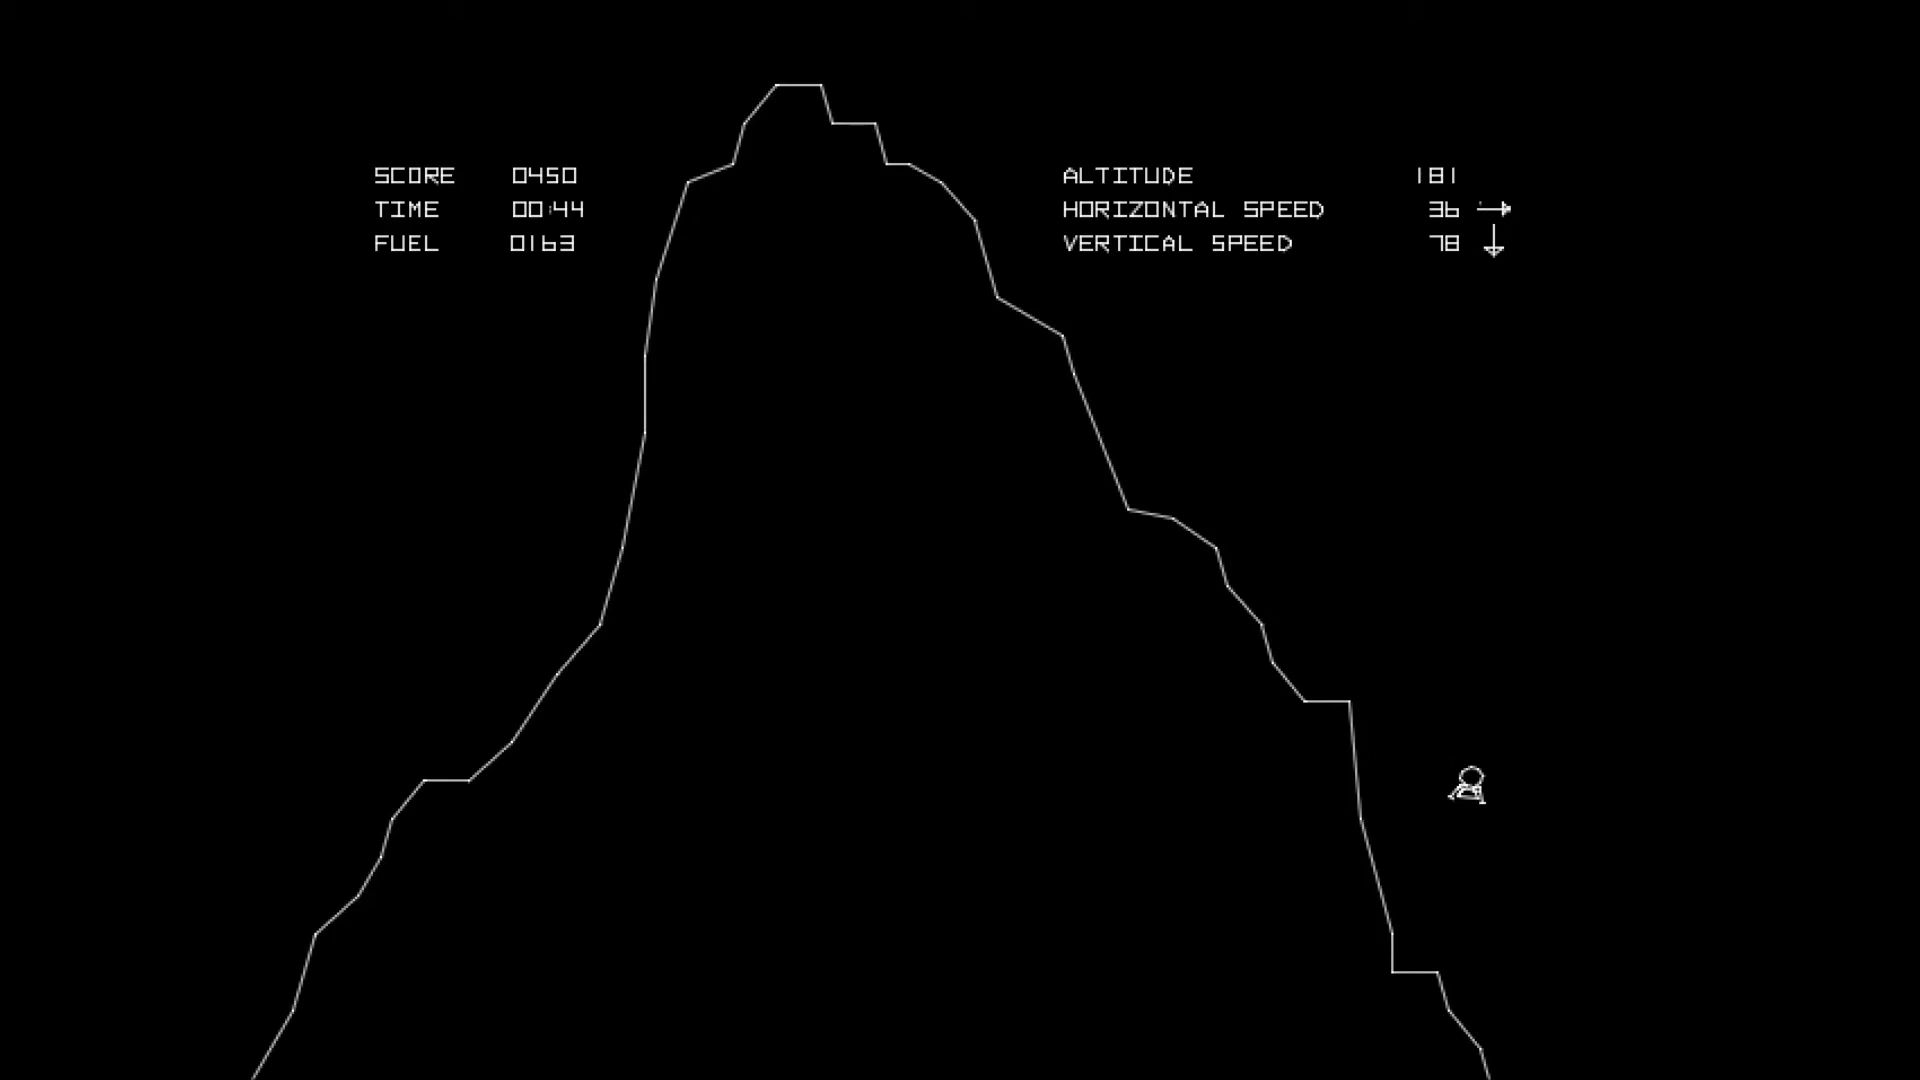 SCORE 0450
TIME 00:44
FUEL 0163
ALTITUDE 181
HORIZONTAL SPEED 36 →
VERTICAL SPEED 78 ↓